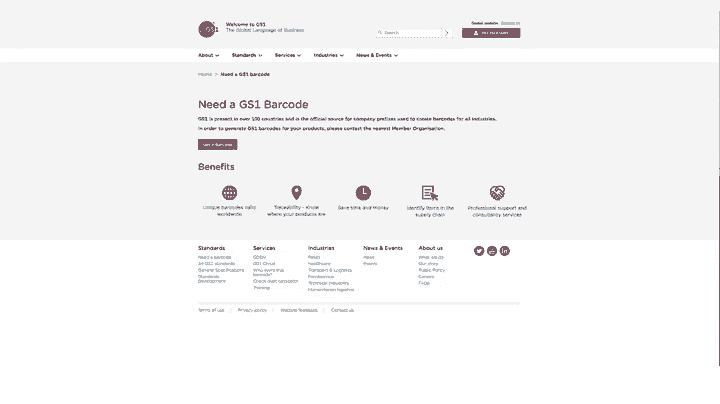 GS1
Welcome to GS1
The Global Language of Business
Search
Global website
About
Standards
Services
Industries
News & Events
Home > Need a GS1 barcode
Need a GS1 Barcode
GS1 is present in over 100 countries and is the official source for company prefixes used to create barcodes for all industries.
In order to generate GS1 barcodes for your products, please contact the nearest Member Organisation.
Benefits
Unique barcodes valid worldwide
Traceability - Know where your products are
Save time and money
Identify items in the supply chain
Professional support and consultancy services
Standards
Need a barcode
All GS1 standards
General Specifications
Standards Development
Services
GDSN
GS1 Cloud
Who owns this barcode?
Check digit calculator
Training
Industries
Retail
Healthcare
Transport & Logistics
Foodservice
Technical Industries
Humanitarian logistics
News & Events
News
Events
About us
What we do
Our story
Public Policy
Careers
FAQs
Terms of use
Privacy policy
Website feedback
Contact us